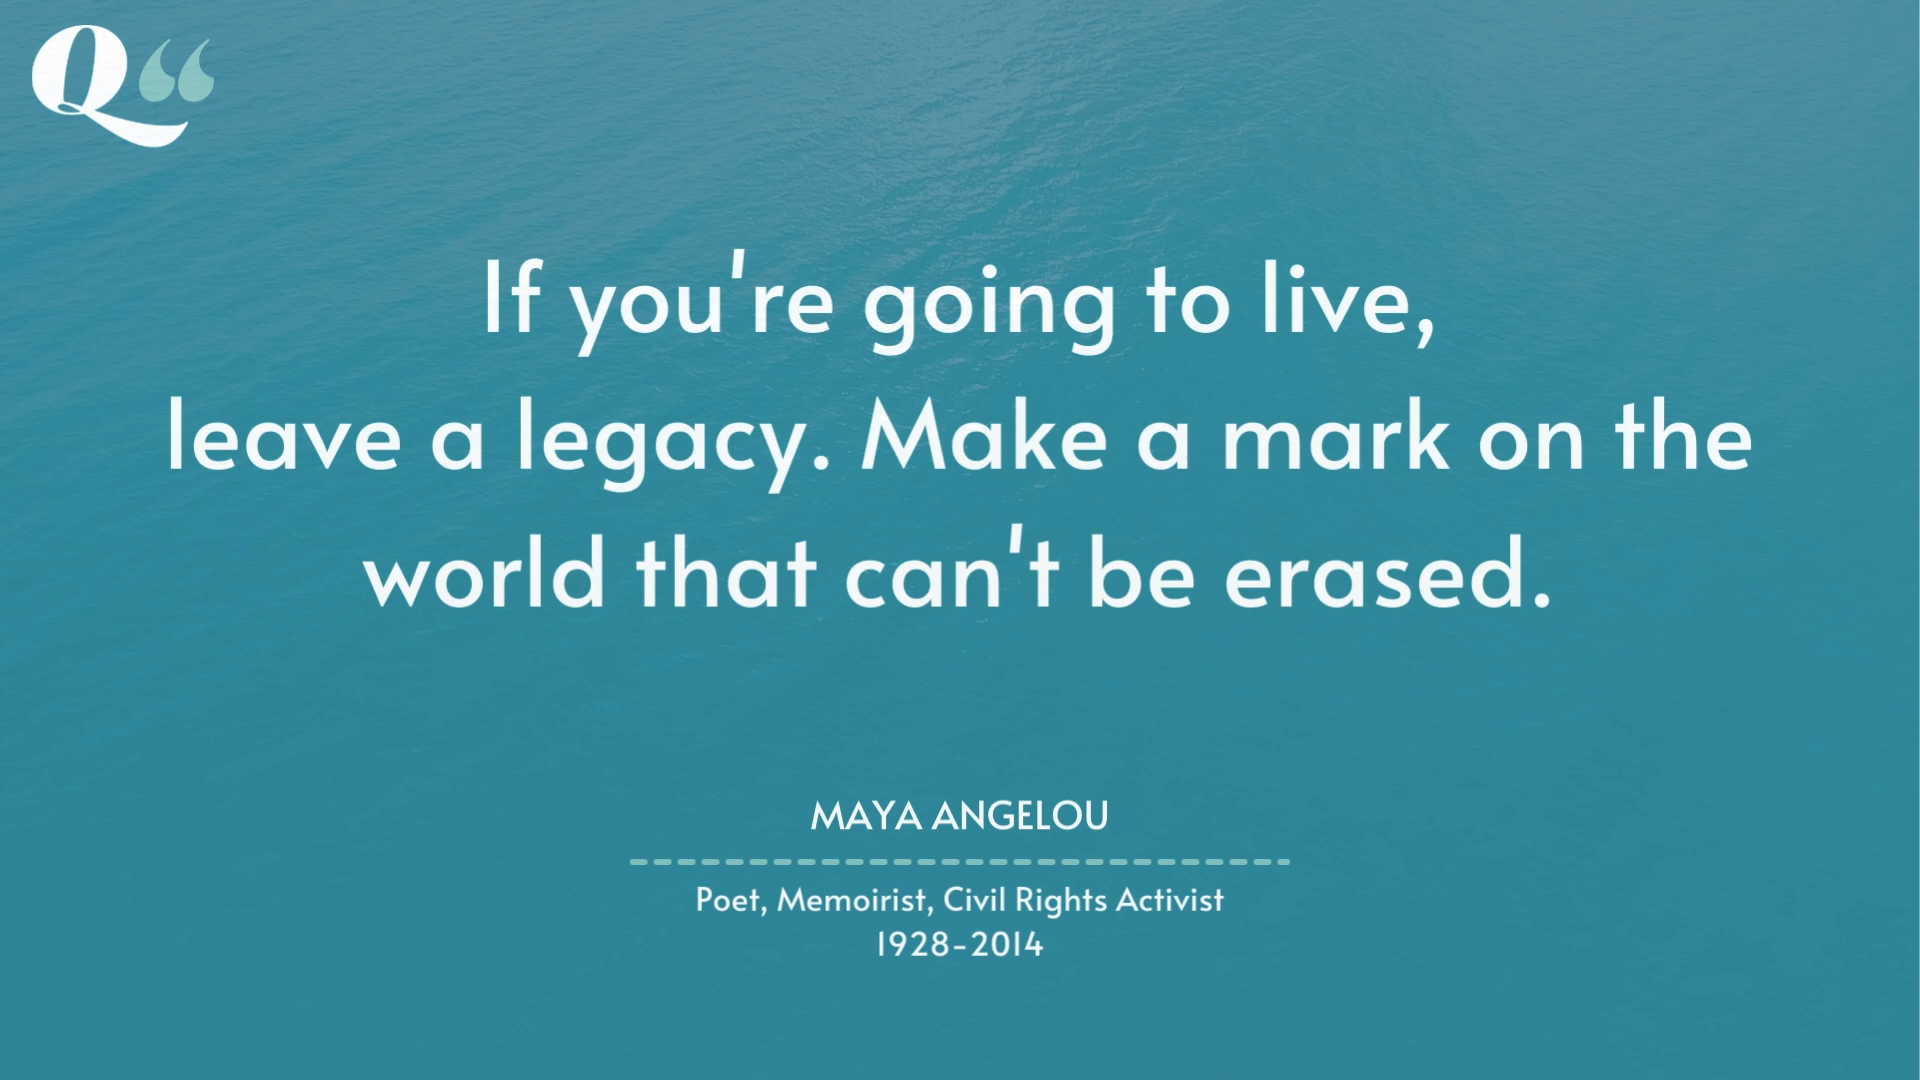 Q“
If you're going to live,
leave a legacy. Make a mark on the
world that can't be erased.
MAYA ANGELOU
Poet, Memoirist, Civil Rights Activist
1928-2014